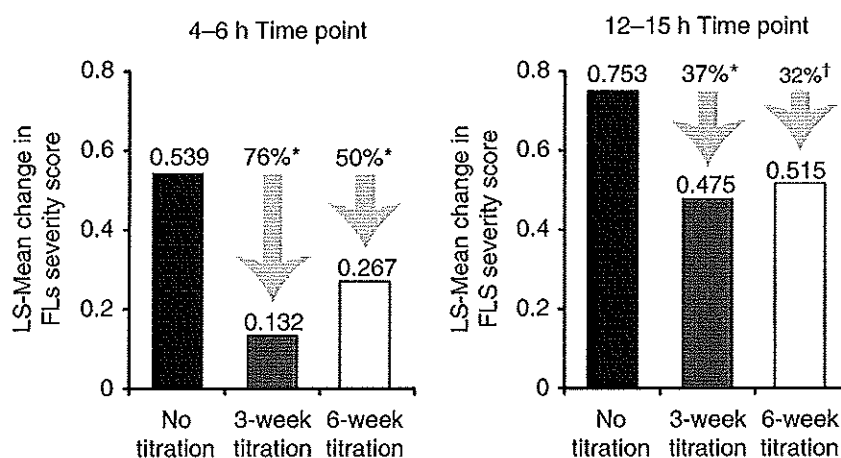 4–6 h Time point
LS-Mean change in
FLs severity score
0.8
0.6
0.4
0.2
0
0.539
76%*
50%*
0.132
0.267
No
titration
3-week
titration
6-week
titration
12–15 h Time point
LS-Mean change in
FLS severity score
0.8
0.6
0.4
0.2
0
0.753
37%*
32%†
0.475
0.515
No
titration
3-week
titration
6-week
titration